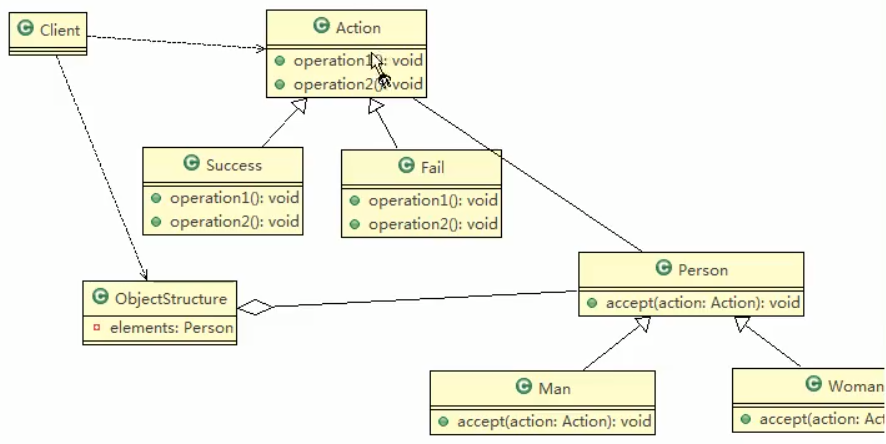 Client
Action
operation1(): void
operation2(): void
Success
operation1(): void
operation2(): void
Fail
operation1(): void
operation2(): void
ObjectStructure
elements: Person
Person
accept(action: Action): void
Man
accept(action: Action): void
Woman
accept(action: Act